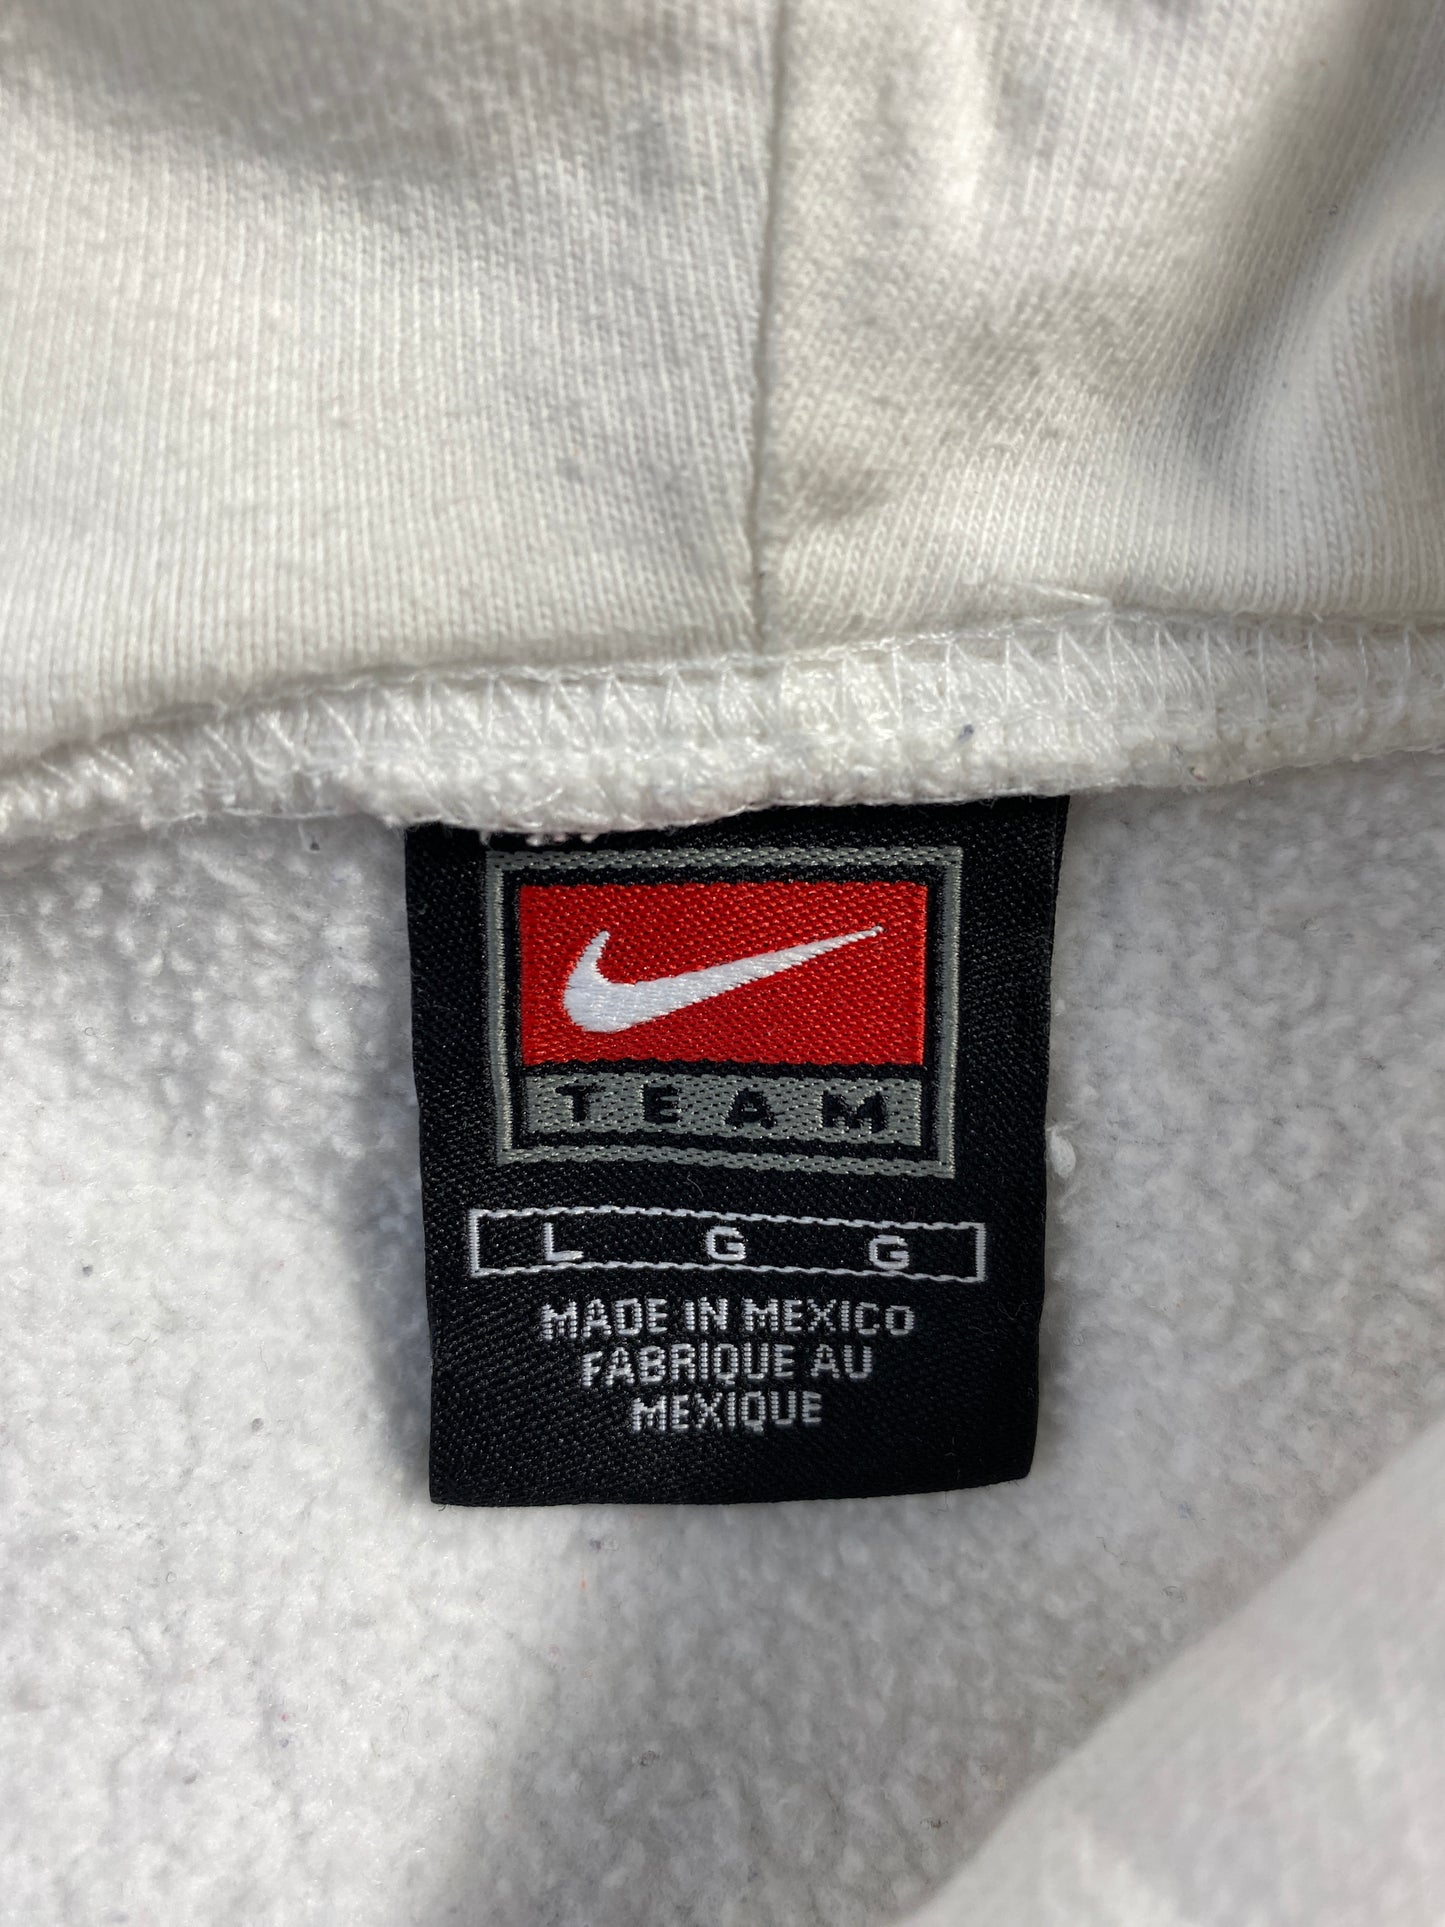 TEAM
L G G
MADE IN MEXICO
FABRIQUE AU
MEXIQUE